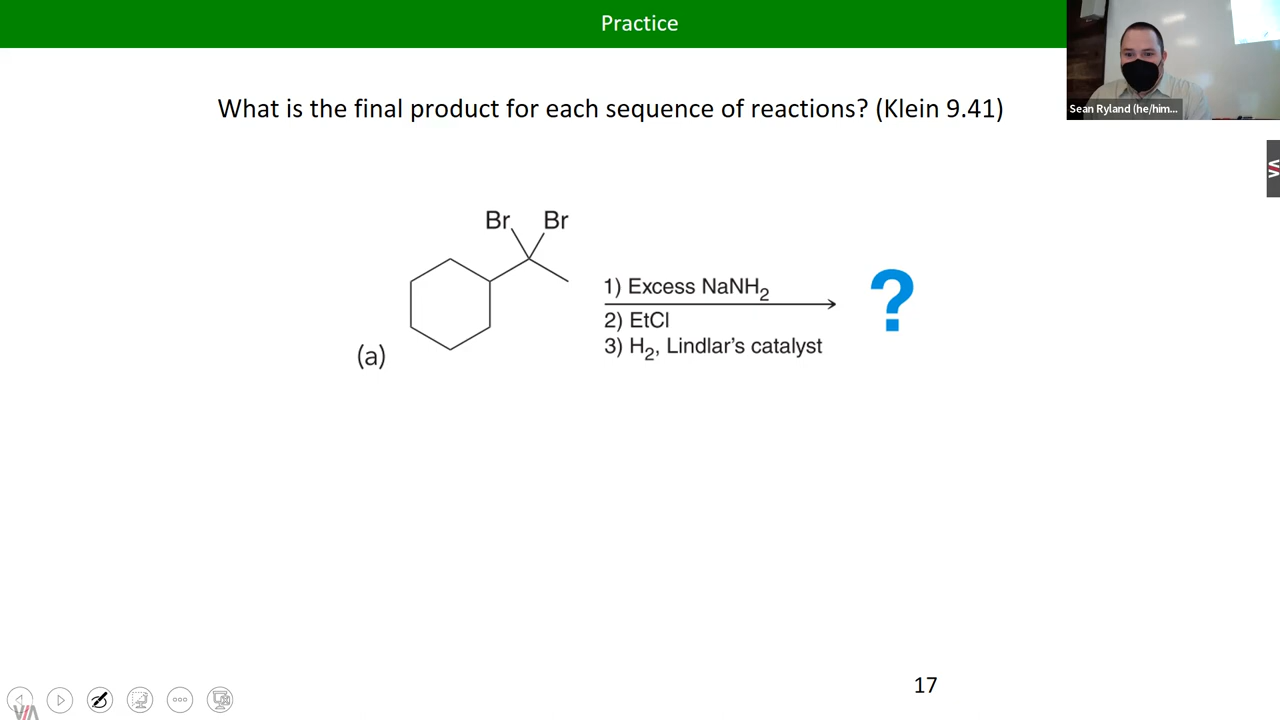 Practice
Sean Ryland (he/him...
What is the final product for each sequence of reactions? (Klein 9.41)
Br Br
1) Excess NaNH₂
2) EtCl
3) H₂, Lindlar's catalyst
?
(a)
17